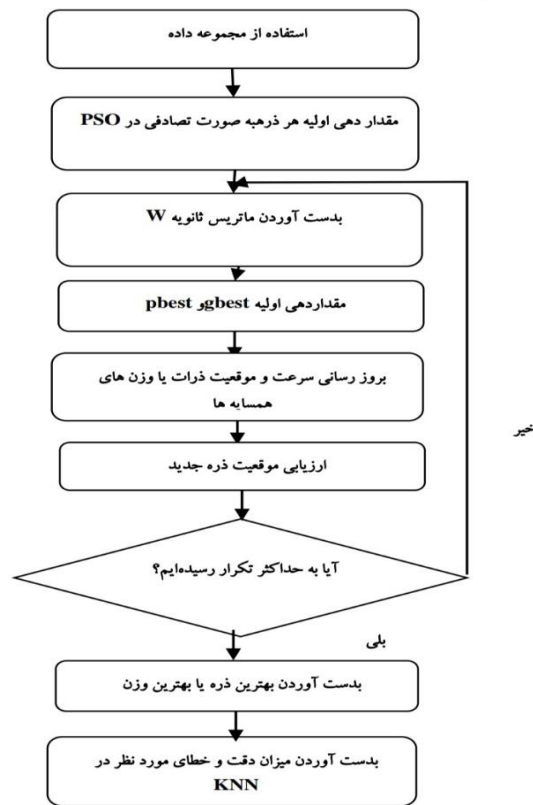 استفاده از مجموعه داده
مقدار دهی اولیه هر ذرهبه صورت تصادفی در PSO
بدست آوردن ماتریس ثانویه W
مقداردهی اولیه gbestو pbest
بروز رسانی سرعت و موقعیت ذرات یا وزن های
همسایه ها
خیر
ارزیابی موقعیت ذره جدید
آیا به حداکثر تکرار رسیده‌ایم؟
بلی
بدست آوردن بهترین ذره یا بهترین وزن
بدست آوردن میزان دقت و خطای مورد نظر در
KNN